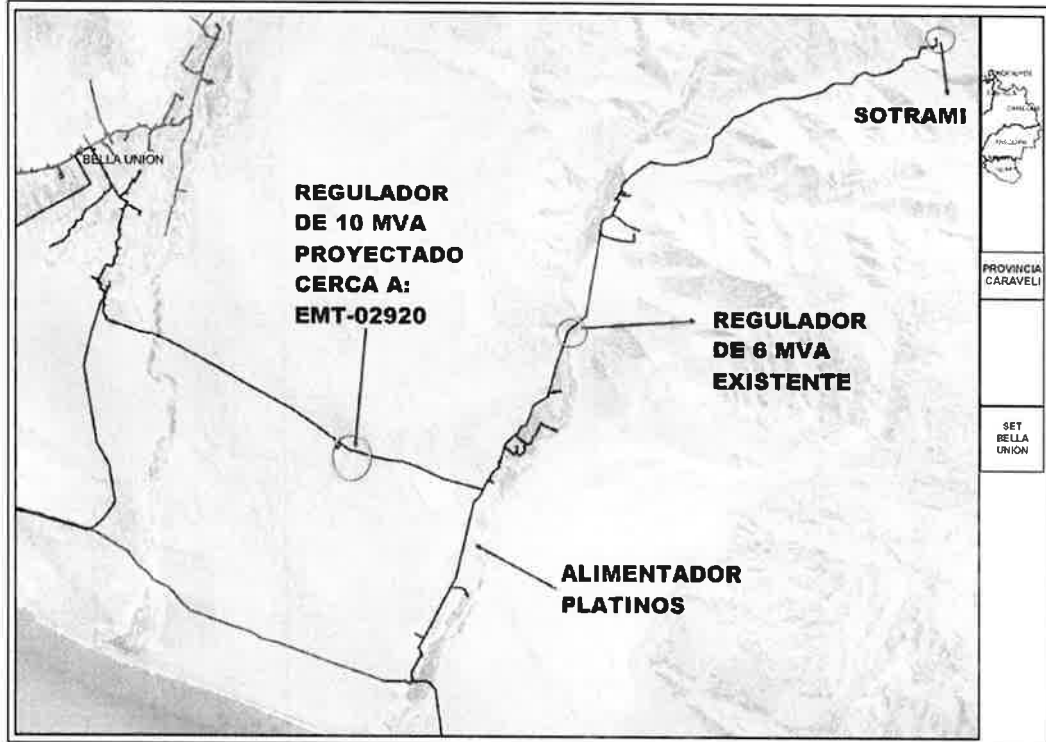 SOTRAMI
BELLA UNION
REGULADOR
DE 10 MVA
PROYECTADO
CERCA A:
EMT-02920
PROVINCIA
CARAVELI
REGULADOR
DE 6 MVA
EXISTENTE
SET
BELLA
UNION
ALIMENTADOR
PLATINOS